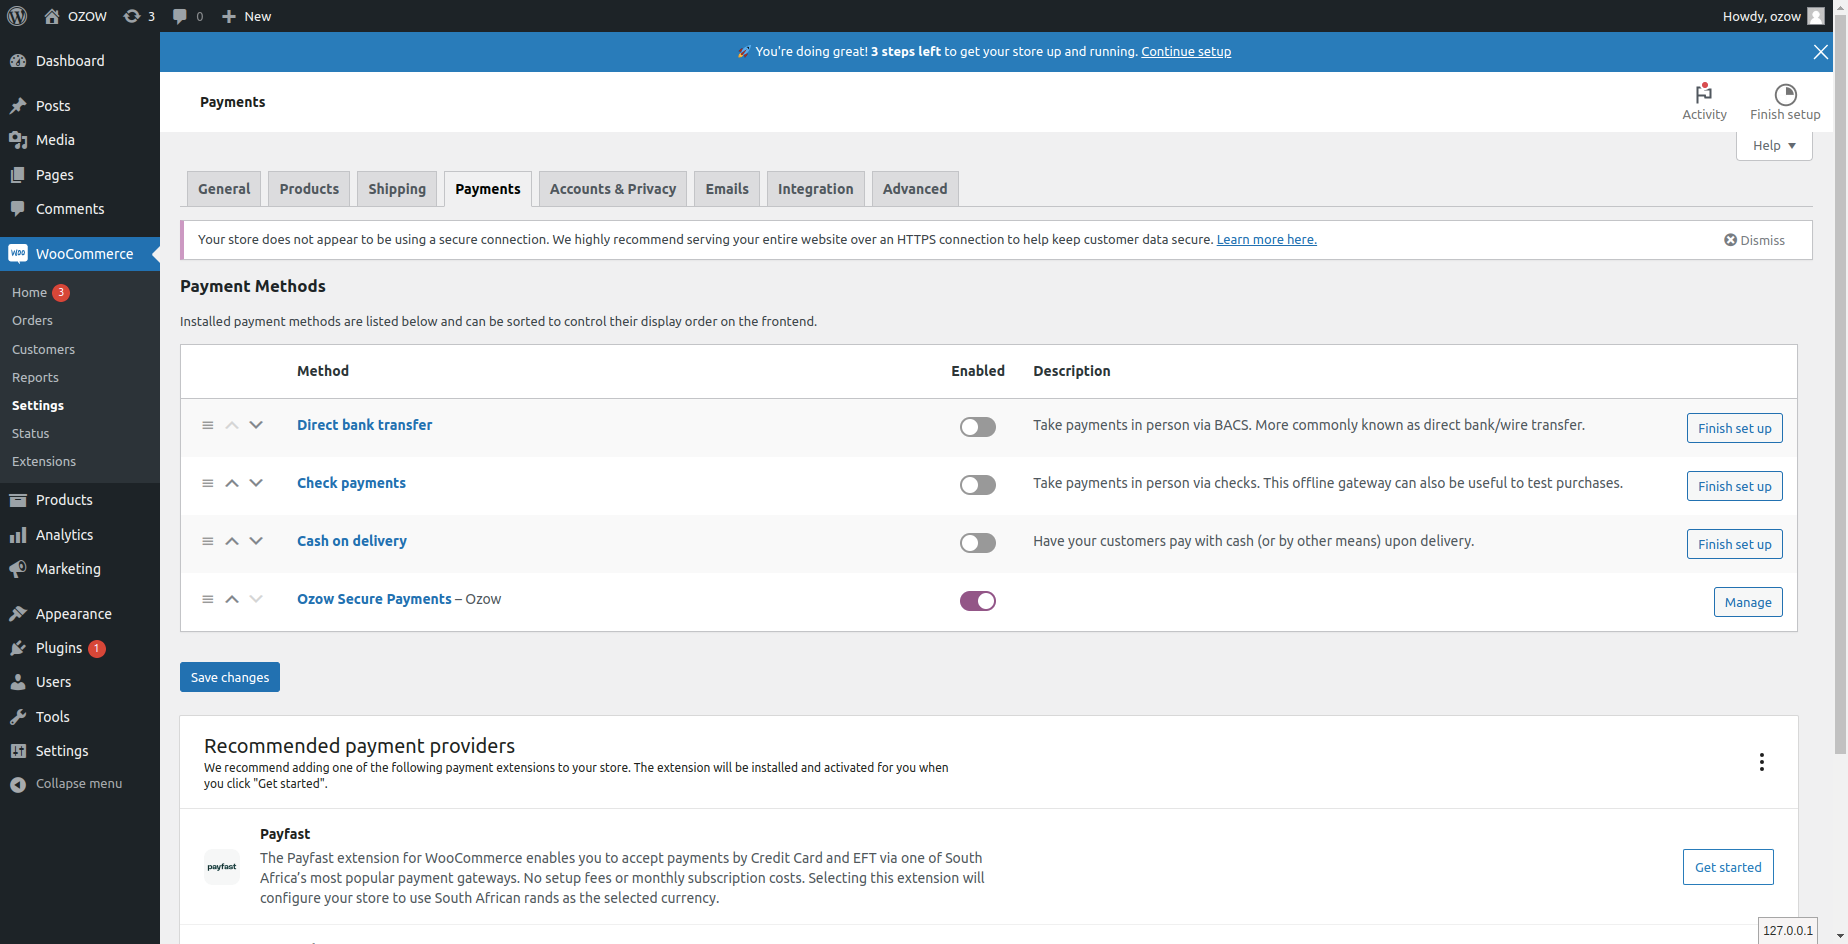 OZOW 3 0 New Howdy, ozow
🚀 You're doing great! 3 steps left to get your store up and running. Continue setup
Dashboard
Posts
Media
Pages
Comments
WooCommerce
Home 3
Orders
Customers
Reports
Settings
Status
Extensions
Products
Analytics
Marketing
Appearance
Plugins 1
Users
Tools
Settings
Collapse menu
Payments
Activity
Finish setup
Help
General Products Shipping Payments Accounts & Privacy Emails Integration Advanced
Your store does not appear to be using a secure connection. We highly recommend serving your entire website over an HTTPS connection to help keep customer data secure. Learn more here. Dismiss
Payment Methods
Installed payment methods are listed below and can be sorted to control their display order on the frontend.
Method Enabled Description
Direct bank transfer Take payments in person via BACS. More commonly known as direct bank/wire transfer. Finish set up
Check payments Take payments in person via checks. This offline gateway can also be useful to test purchases. Finish set up
Cash on delivery Have your customers pay with cash (or by other means) upon delivery. Finish set up
Ozow Secure Payments – Ozow Manage
Save changes
Recommended payment providers
We recommend adding one of the following payment extensions to your store. The extension will be installed and activated for you when
you click "Get started".
payfast
Payfast
The Payfast extension for WooCommerce enables you to accept payments by Credit Card and EFT via one of South
Africa's most popular payment gateways. No setup fees or monthly subscription costs. Selecting this extension will
configure your store to use South African rands as the selected currency.
Get started
127.0.0.1